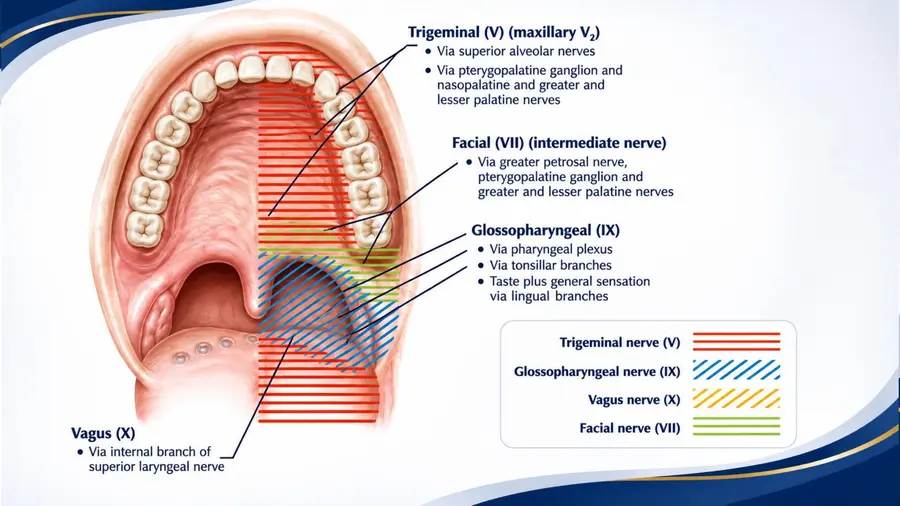 Trigeminal (V) (maxillary V₂)
• Via superior alveolar nerves
• Via pterygopalatine ganglion and
nasopalatine and greater and
lesser palatine nerves
Facial (VII) (intermediate nerve)
• Via greater petrosal nerve,
pterygopalatine ganglion and
greater and lesser palatine nerves
Glossopharyngeal (IX)
• Via pharyngeal plexus
• Via tonsillar branches
• Taste plus general sensation
via lingual branches
Trigeminal nerve (V)
Glossopharyngeal nerve (IX)
Vagus nerve (X)
Facial nerve (VII)
Vagus (X)
• Via internal branch of
superior laryngeal nerve